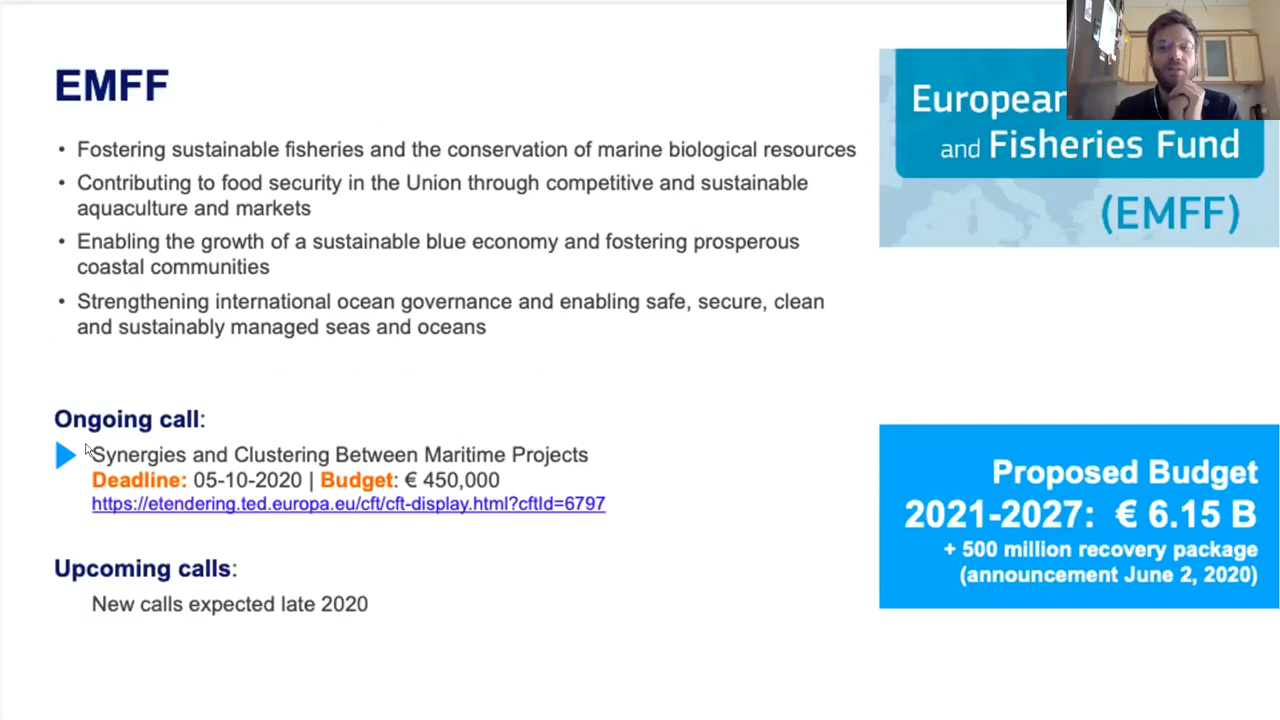 EMFF
• Fostering sustainable fisheries and the conservation of marine biological resources
• Contributing to food security in the Union through competitive and sustainable
aquaculture and markets
• Enabling the growth of a sustainable blue economy and fostering prosperous
coastal communities
• Strengthening international ocean governance and enabling safe, secure, clean
and sustainably managed seas and oceans
Ongoing call:
Synergies and Clustering Between Maritime Projects
Deadline: 05-10-2020 | Budget: € 450,000
https://etendering.ted.europa.eu/cft/cft-display.html?cftId=6797
Upcoming calls:
New calls expected late 2020
European
and Fisheries Fund
(EMFF)
Proposed Budget
2021-2027: € 6.15 B
+ 500 million recovery package
(announcement June 2, 2020)